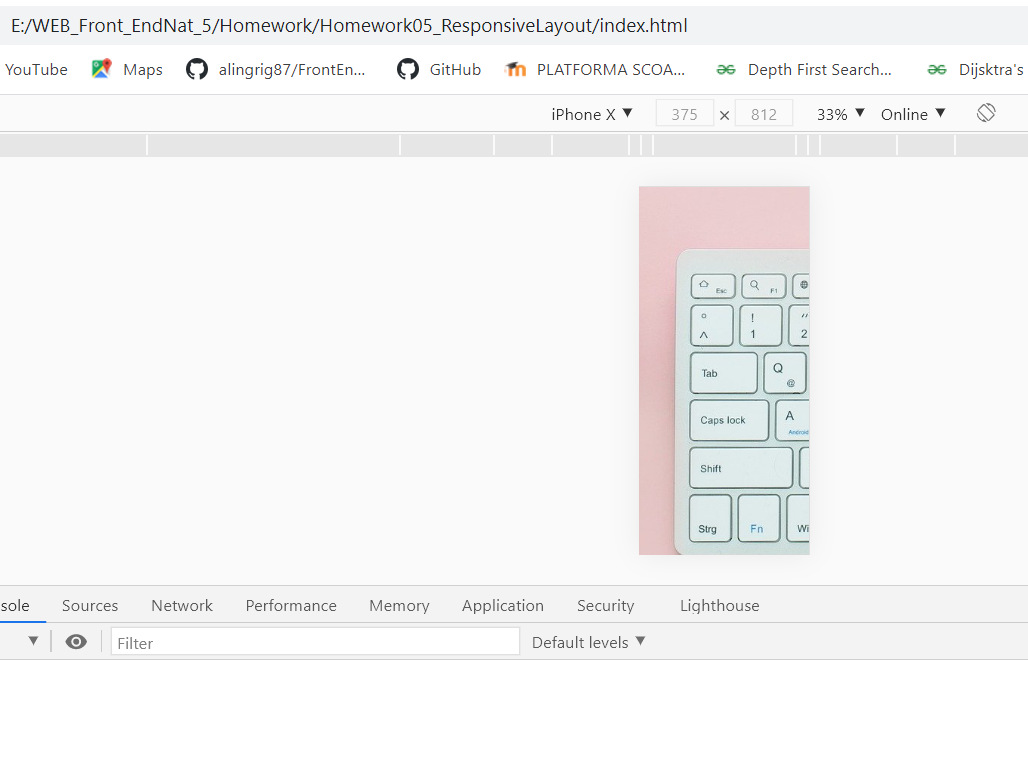 E:/WEB_Front_EndNat_5/Homework/Homework05_ResponsiveLayout/index.html
YouTube Maps alingrig87/FrontEn... GitHub PLATFORMA SCOA... Depth First Search... Dijsktra's
iPhone X ▼ 375 × 812 33% ▼ Online ▼
Esc F1
° ! "
^ 1 2
Tab Q @
Caps lock A Android
Shift
Strg Fn Wi
sole Sources Network Performance Memory Application Security Lighthouse
▼ Filter Default levels ▼